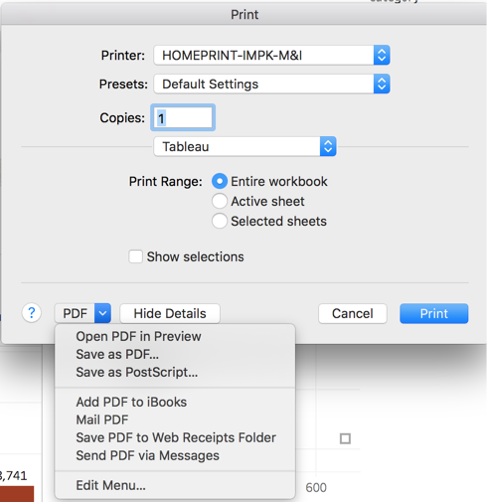 Print
Printer: HOMEPRINT-IMPK-M&I
Presets: Default Settings
Copies: 1
Tableau
Print Range: Entire workbook
Active sheet
Selected sheets
Show selections
? PDF Hide Details Cancel Print
Open PDF in Preview
Save as PDF...
Save as PostScript...
Add PDF to iBooks
Mail PDF
Save PDF to Web Receipts Folder
Send PDF via Messages
Edit Menu...
3,741
600